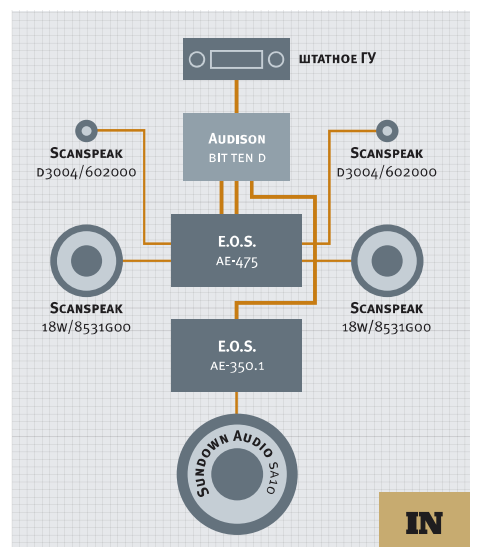 ШТАТНОЕ ГУ
AUDISON
BIT TEN D
SCANSPEAK
D3004/602000
SCANSPEAK
D3004/602000
E.O.S.
AE-475
SCANSPEAK
18W/8531G00
SCANSPEAK
18W/8531G00
E.O.S.
AE-350.1
SUNDOWN AUDIO SA10
IN